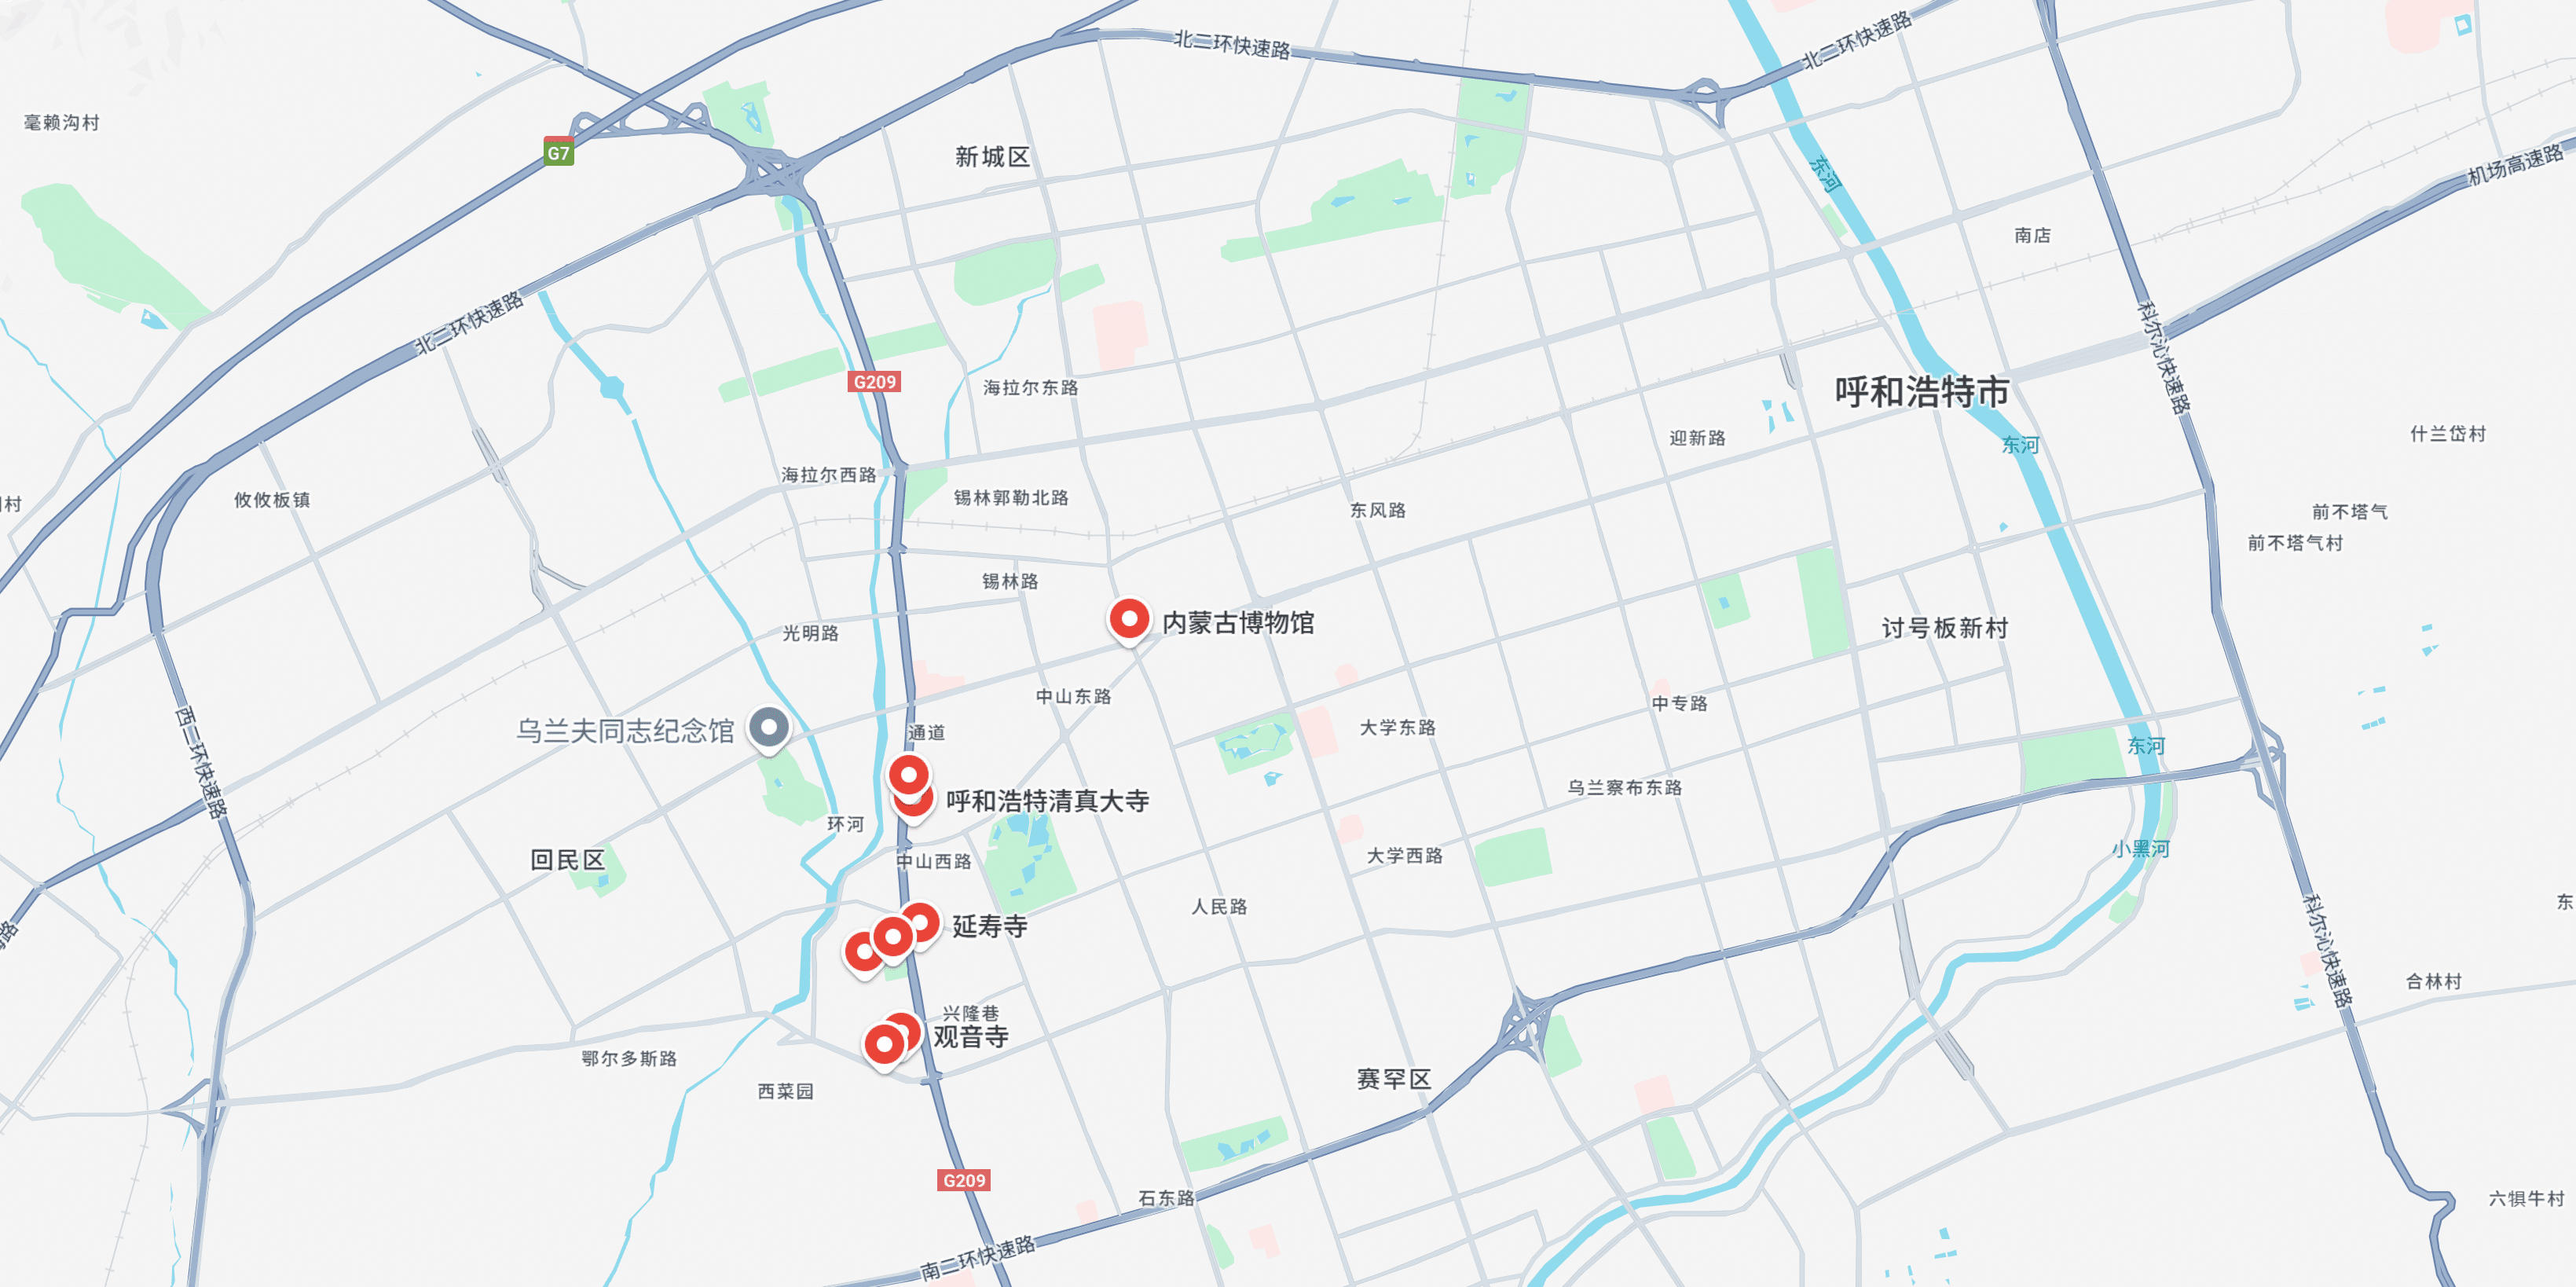 北二环快速路
北二环快速路
毫赖沟村
G7
新城区
东河
机场高速路
南店
北二环快速路
科尔沁快速路
G209
海拉尔东路
呼和浩特市
迎新路
东河
什兰岱村
海拉尔西路
锡林郭勒北路
攸攸板镇
村
东风路
前不塔气
前不塔气村
锡林路
内蒙古博物馆
光明路
讨号板新村
中山东路
中专路
乌兰夫同志纪念馆
通道
大学东路
东河
西二环快速路
乌兰察布东路
呼和浩特清真大寺
环河
小黑河
回民区
中山西路
大学西路
东
人民路
延寿寺
路
科尔沁快速路
合林村
兴隆巷
观音寺
鄂尔多斯路
赛罕区
西菜园
G209
石东路
六犋牛村
南二环快速路